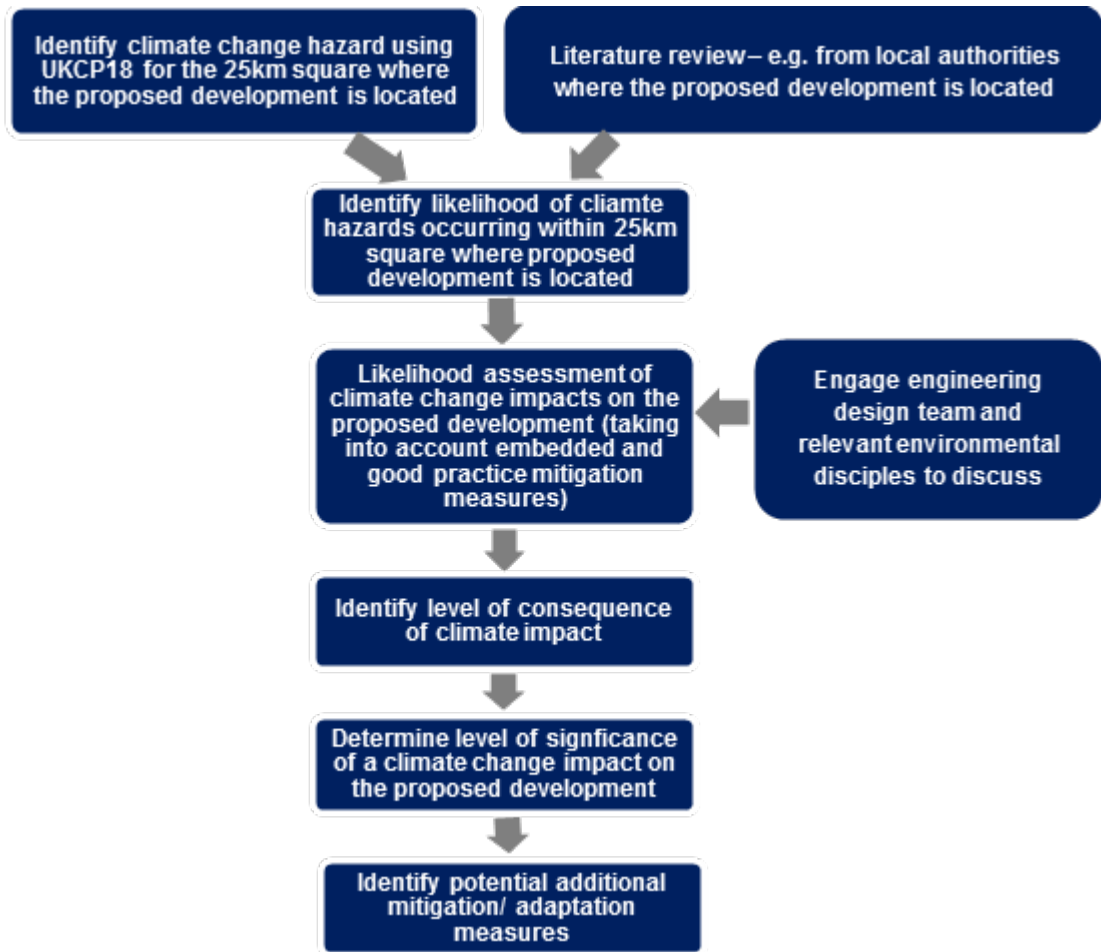 Identify climate change hazard using
UKCP18 for the 25km square where
the proposed development is located
Literature review– e.g. from local authorities
where the proposed development is located
Identify likelihood of cliamte
hazards occurring within 25km
square where proposed
development is located
Likelihood assessment of
climate change impacts on the
proposed development (taking
into account embedded and
good practice mitigation
measures)
Engage engineering
design team and
relevant environmental
disciples to discuss
Identify level of consequence
of climate impact
Determine level of signficance
of a climate change impact on
the proposed development
Identify potential additional
mitigation/ adaptation
measures